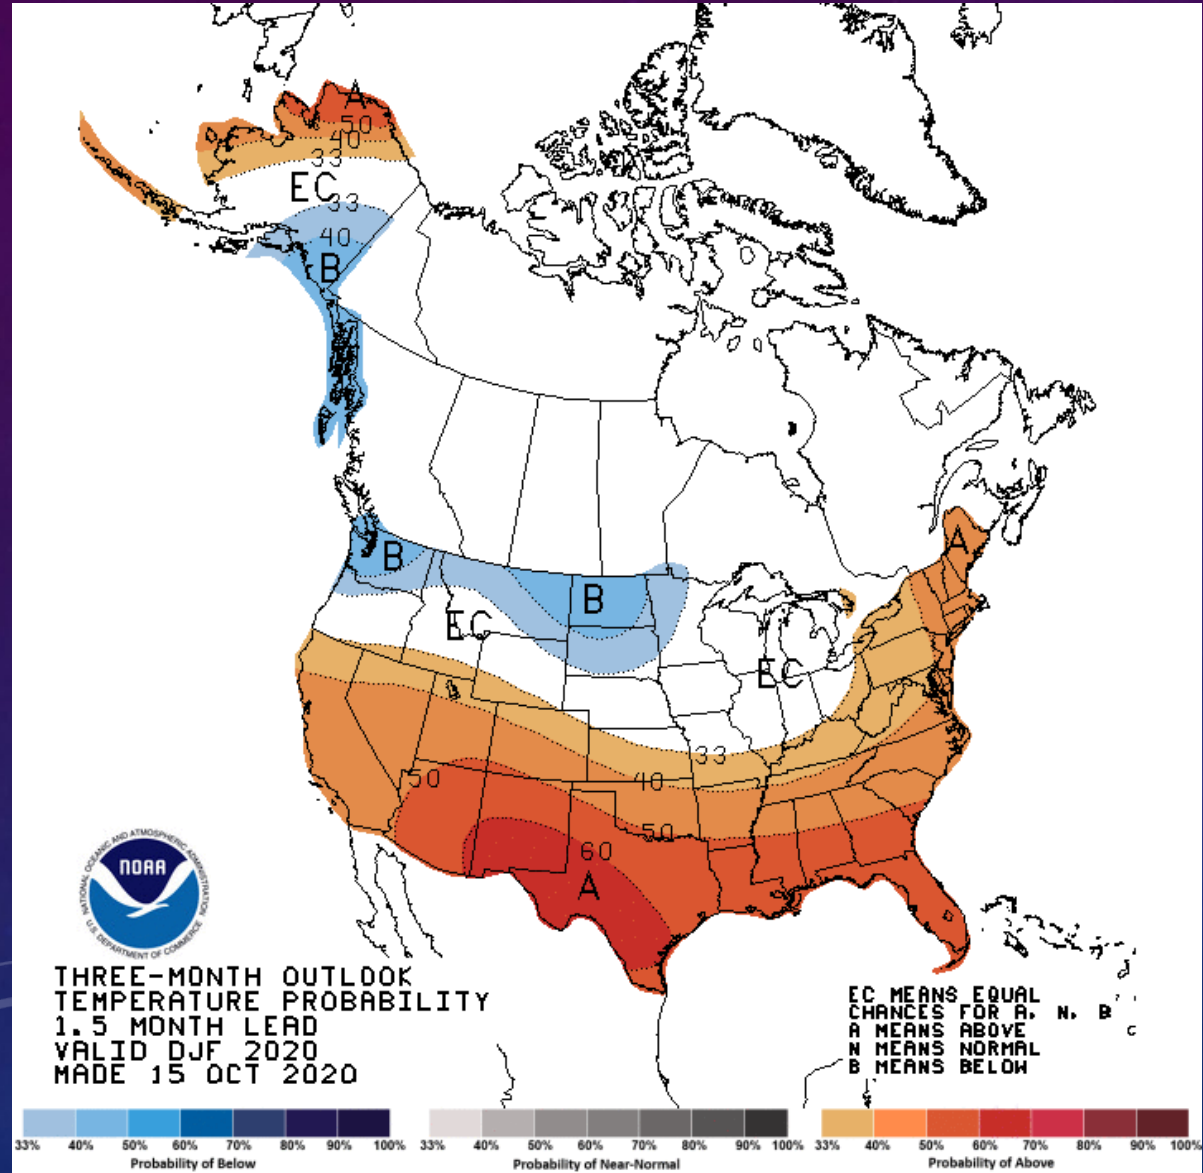 A
50
40
33
EC
33
40
B
A
B
B
EC
EC
33
50
40
50
60
A
NATIONAL OCEANIC AND ATMOSPHERIC ADMINISTRATION
NOAA
U.S. DEPARTMENT OF COMMERCE
THREE-MONTH OUTLOOK
TEMPERATURE PROBABILITY
1.5 MONTH LEAD
VALID DJF 2020
MADE 15 OCT 2020
EC MEANS EQUAL
CHANCES FOR A, N, B
A MEANS ABOVE
N MEANS NORMAL
B MEANS BELOW
C
33% 40% 50% 60% 70% 80% 90% 100%
Probability of Below
33% 40% 50% 60% 70% 80% 90% 100%
Probability of Near-Normal
33% 40% 50% 60% 70% 80% 90% 100%
Probability of Above